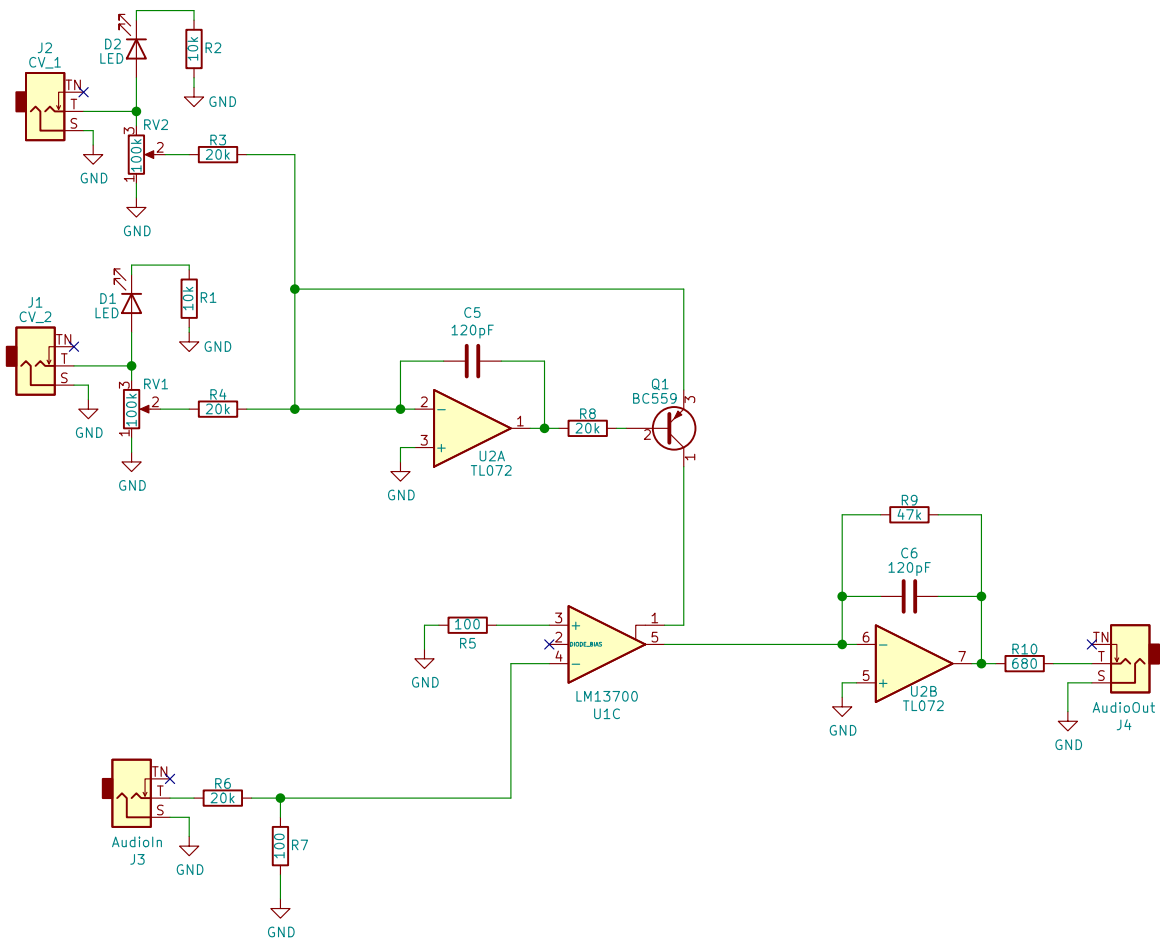 J2
CV_1
TN
T
S
GND
D2
LED
10k
R2
GND
RV2
3
100k
2
1
GND
R3
20k
J1
CV_2
TN
T
S
GND
D1
LED
10k
R1
GND
RV1
3
100k
2
1
GND
R4
20k
C5
120pF
2
−
3
+
1
U2A
TL072
GND
R8
20k
Q1
BC559
3
2
1
100
R5
GND
3
+
2
DIODE_BIAS
4
−
1
5
LM13700
U1C
R9
47k
C6
120pF
6
−
5
+
7
U2B
TL072
GND
R10
680
TN
T
S
AudioOut
J4
GND
TN
T
S
AudioIn
J3
GND
R6
20k
100
R7
GND